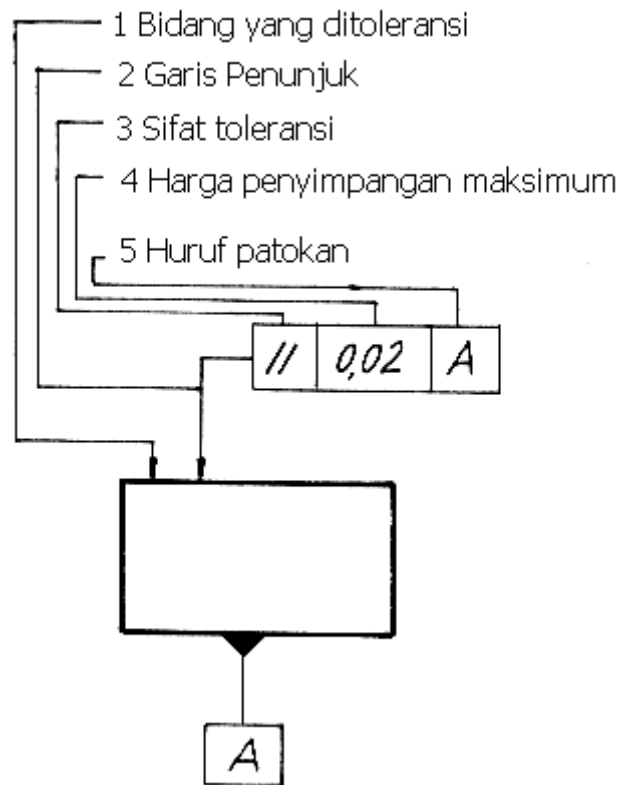 1 Bidang yang ditoleransi
2 Garis Penunjuk
3 Sifat toleransi
4 Harga penyimpangan maksimum
5 Huruf patokan
// 0,02 A
A